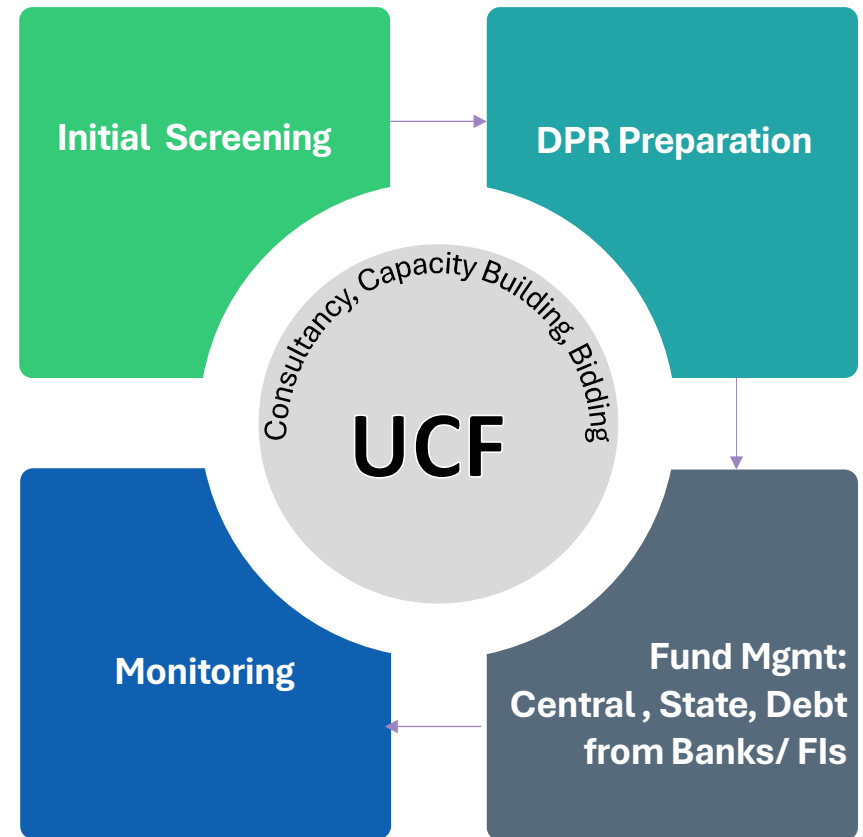 Initial  Screening
DPR Preparation
Consultancy, Capacity Building, Bidding
UCF
Monitoring
Fund Mgmt:
Central , State, Debt
from Banks/ FIs